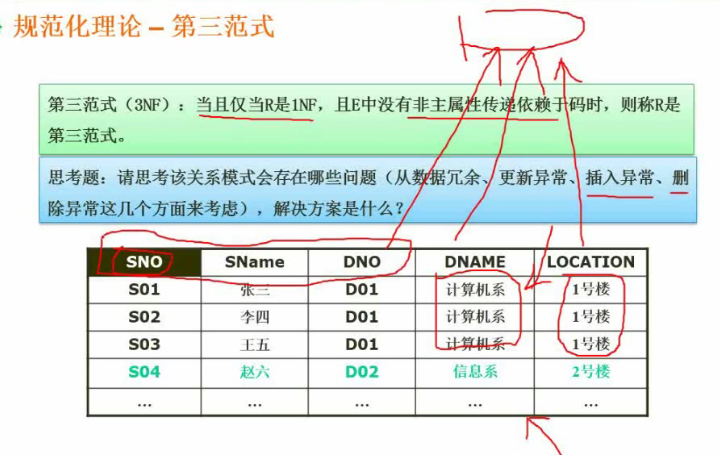 规范化理论 – 第三范式
第三范式（3NF）：当且仅当R是1NF，且E中没有非主属性传递依赖于码时，则称R是
第三范式。
思考题：请思考该关系模式会存在哪些问题（从数据冗余、更新异常、插入异常、删
除异常这几个方面来考虑），解决方案是什么？
SNO SName DNO DNAME LOCATION
S01 张三 D01 计算机系 1号楼
S02 李四 D01 计算机系 1号楼
S03 王五 D01 计算机系 1号楼
S04 赵六 D02 信息系 2号楼
… … … … …